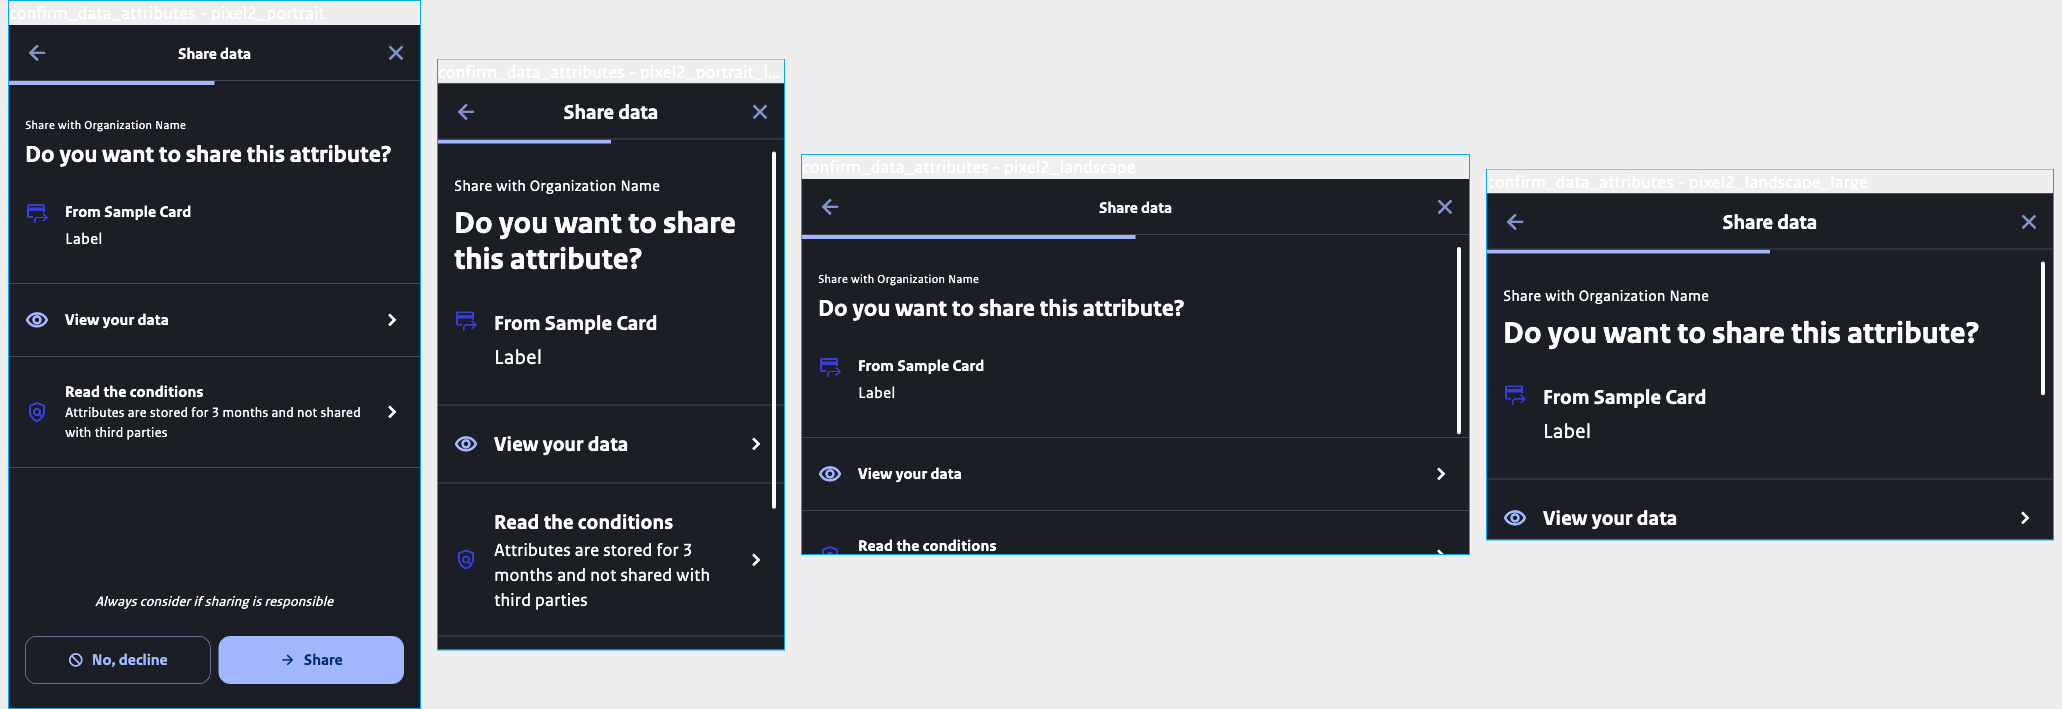 confirm_data_attributes - pixel2_portrait
Share data
Share with Organization Name
Do you want to share this attribute?
From Sample Card
Label
View your data
Read the conditions
Attributes are stored for 3 months and not shared
with third parties
Always consider if sharing is responsible
No, decline
Share
confirm_data_attributes - pixel2_portrait_l...
Share data
Share with Organization Name
Do you want to share
this attribute?
From Sample Card
Label
View your data
Read the conditions
Attributes are stored for 3
months and not shared with
third parties
confirm_data_attributes - pixel2_landscape
Share data
Share with Organization Name
Do you want to share this attribute?
From Sample Card
Label
View your data
Read the conditions
confirm_data_attributes - pixel2_landscape_large
Share data
Share with Organization Name
Do you want to share this attribute?
From Sample Card
Label
View your data